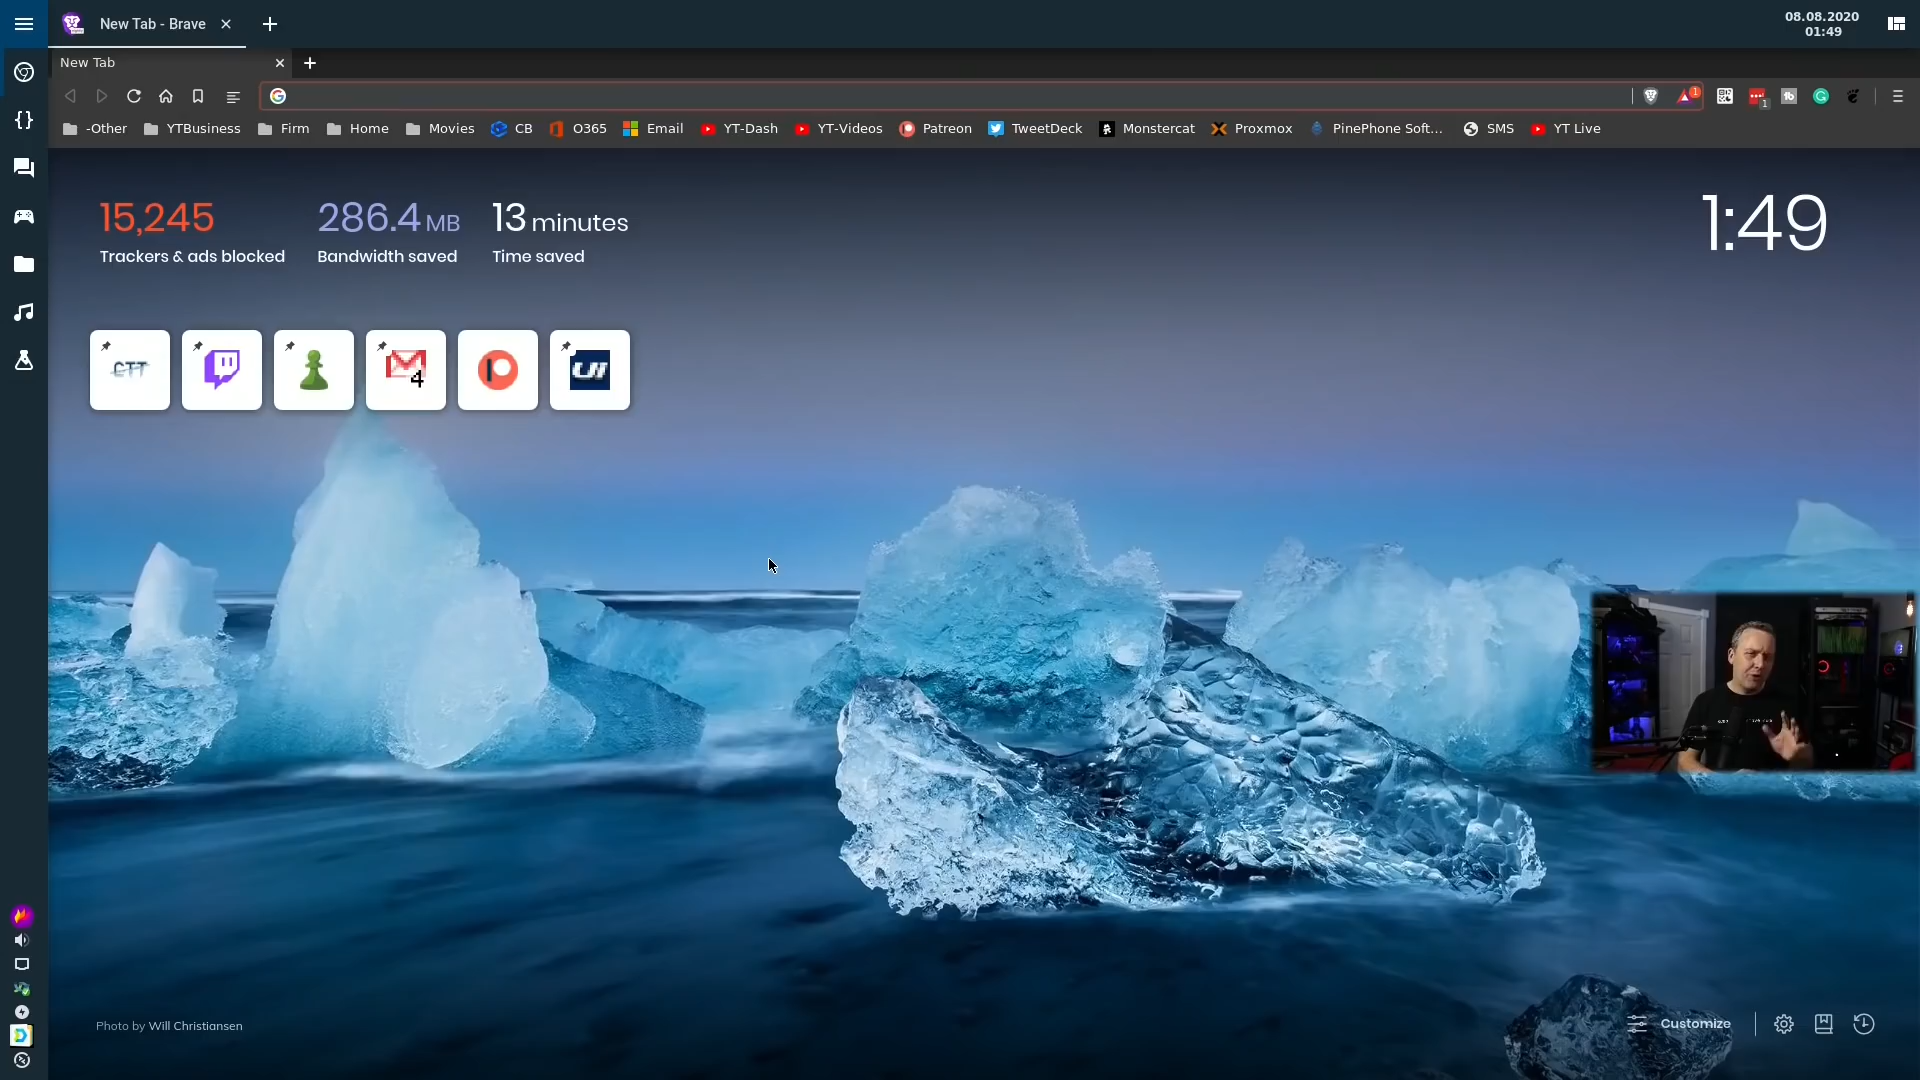 New Tab - Brave
08.08.2020
01:49
New Tab
1
1
-Other YTBusiness Firm Home Movies CB O365 Email YT-Dash YT-Videos Patreon TweetDeck Monstercat Proxmox PinePhone Soft... SMS YT Live
15,245
Trackers & ads blocked
286.4 MB
Bandwidth saved
13 minutes
Time saved
1:49
CTT
4
Photo by Will Christiansen
Customize